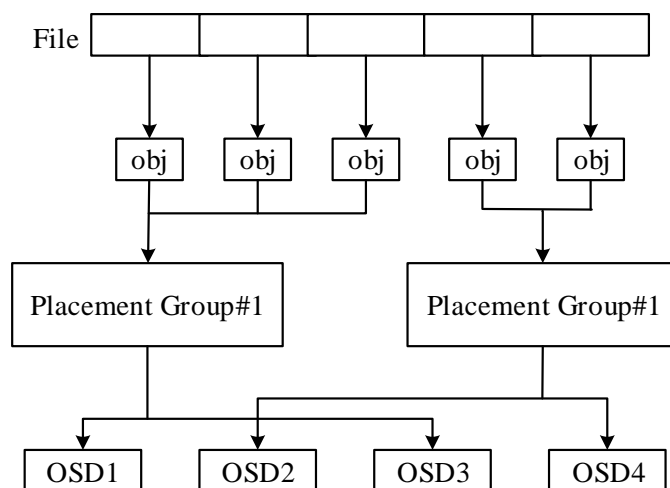 File
obj obj obj obj obj
Placement Group#1 Placement Group#1
OSD1 OSD2 OSD3 OSD4